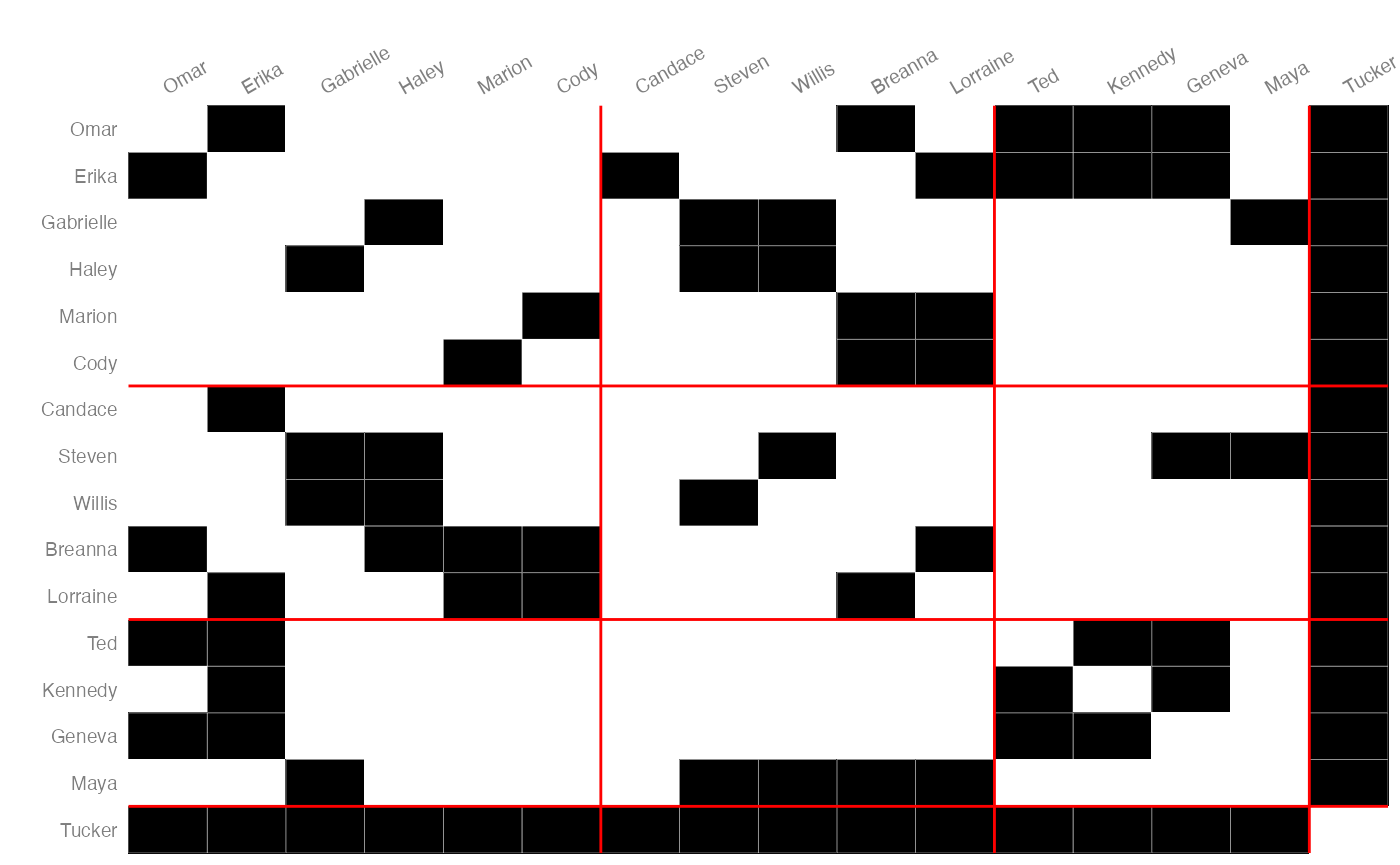 Omar Erika Gabrielle Haley Marion Cody Candace Steven Willis Breanna Lorraine Ted Kennedy Geneva Maya Tucker
Omar
Erika
Gabrielle
Haley
Marion
Cody
Candace
Steven
Willis
Breanna
Lorraine
Ted
Kennedy
Geneva
Maya
Tucker